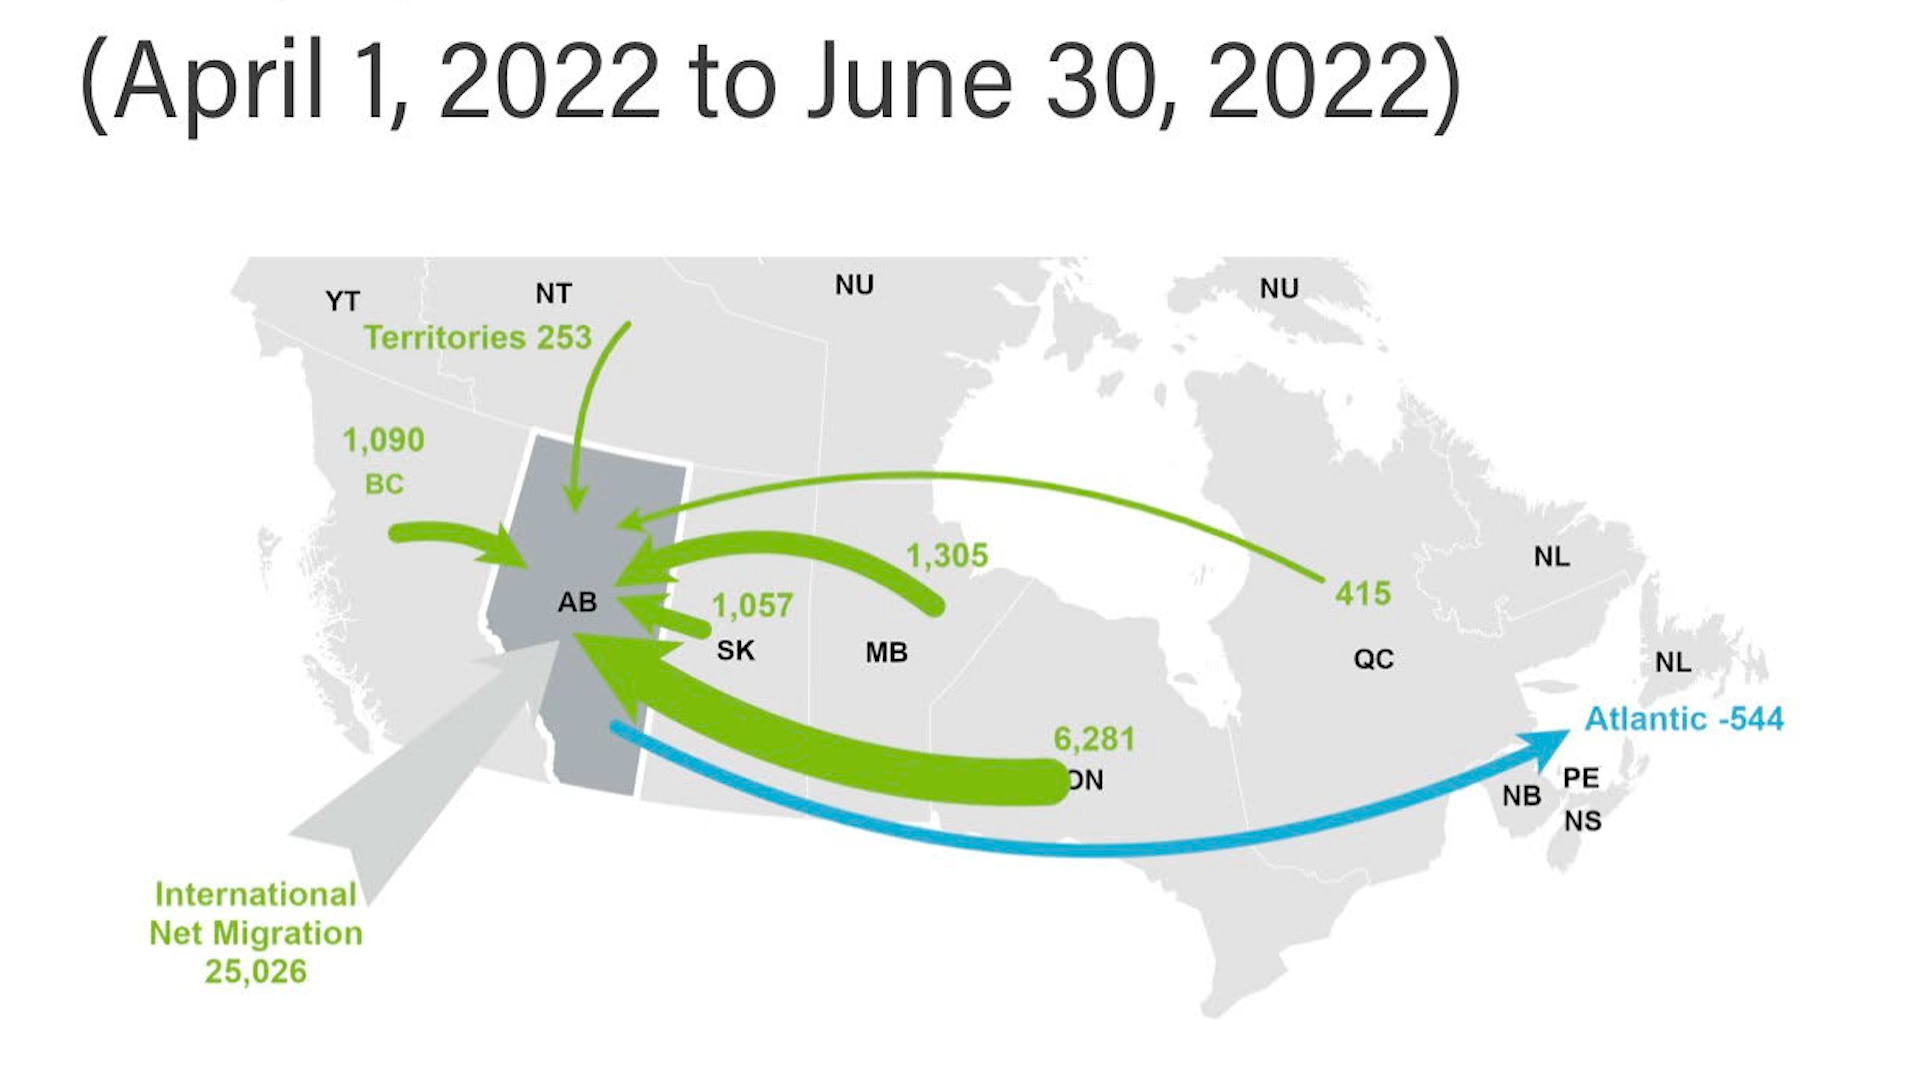 (April 1, 2022 to June 30, 2022)
YT
NT
NU
NU
Territories 253
1,090
BC
AB
1,305
1,057
SK
MB
415
QC
NL
NL
Atlantic -544
6,281
ON
PE
NB
NS
International
Net Migration
25,026